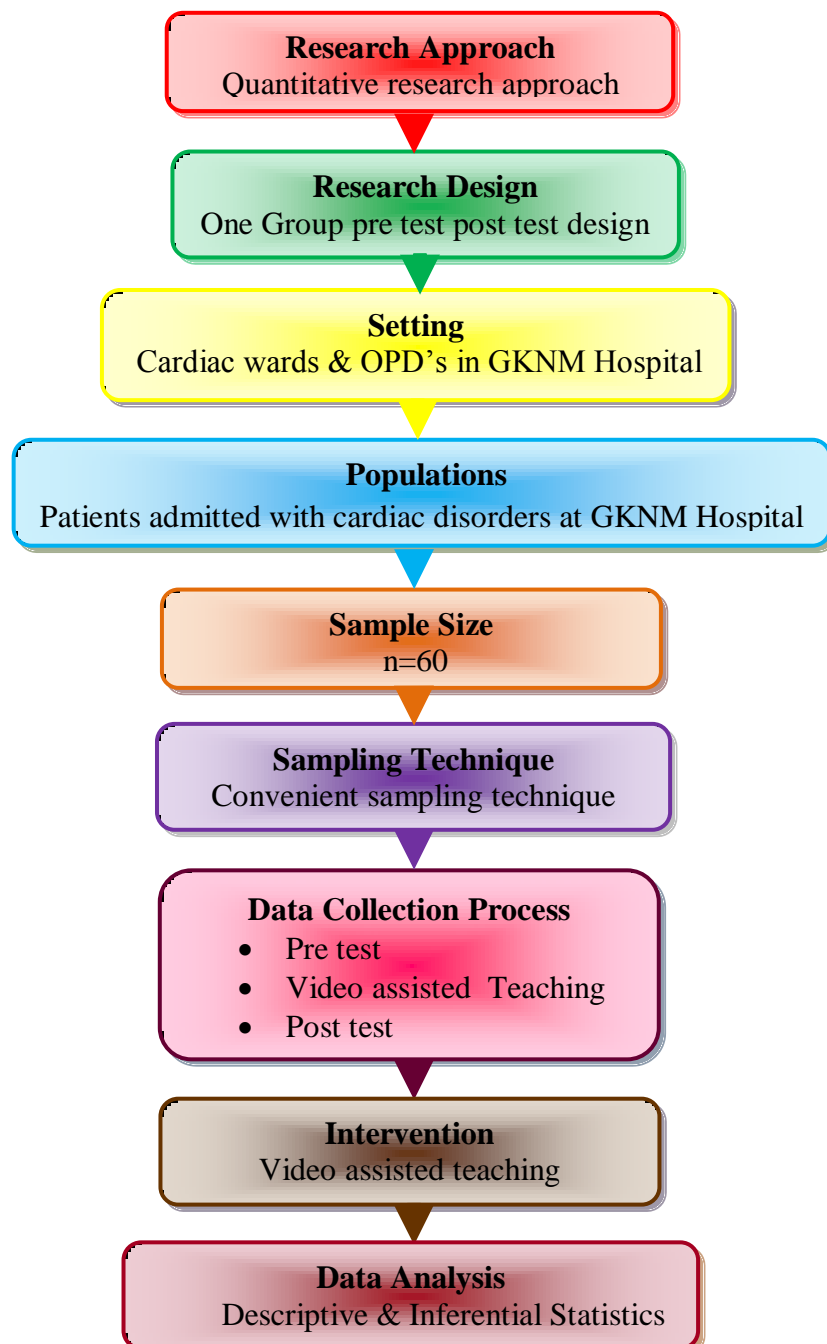 Research Approach
Quantitative research approach
Research Design
One Group pre test post test design
Setting
Cardiac wards & OPD’s in GKNM Hospital
Populations
Patients admitted with cardiac disorders at GKNM Hospital
Sample Size
n=60
Sampling Technique
Convenient sampling technique
Data Collection Process
• Pre test
• Video assisted Teaching
• Post test
Intervention
Video assisted teaching
Data Analysis
Descriptive & Inferential Statistics